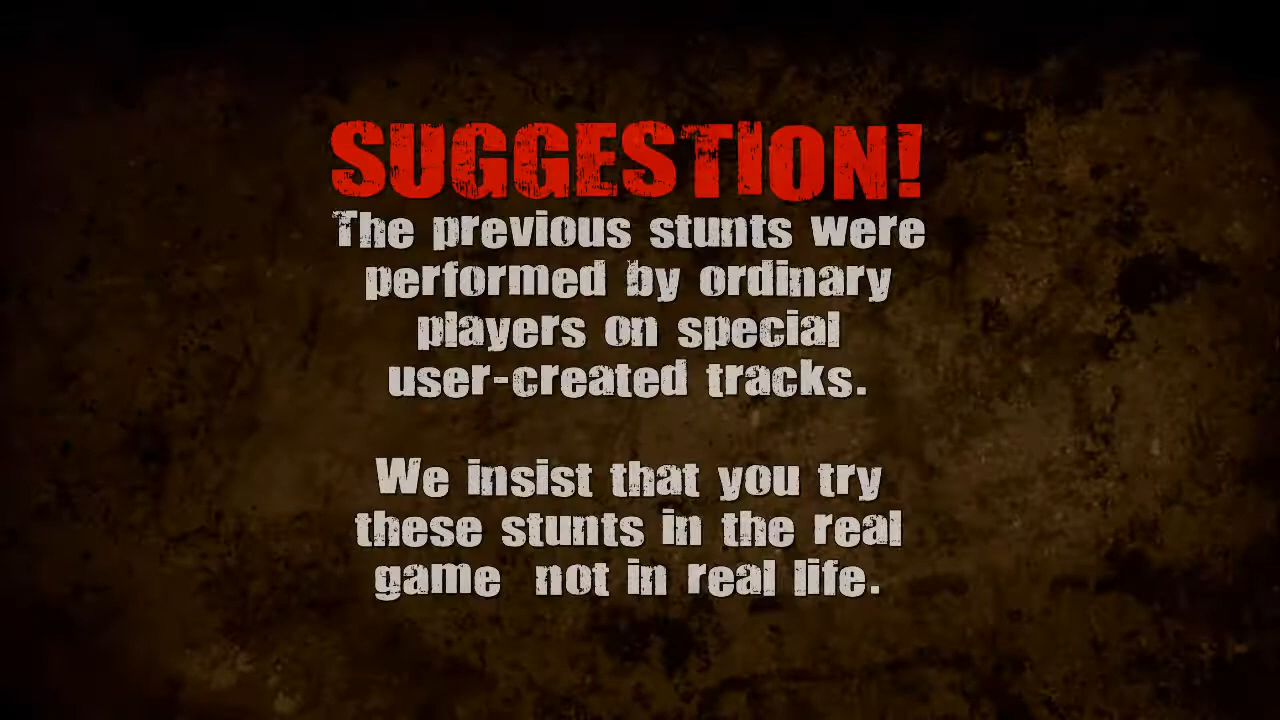 SUGGESTION!
The previous stunts were
performed by ordinary
players on special
user-created tracks.
We insist that you try
these stunts in the real
game not in real life.